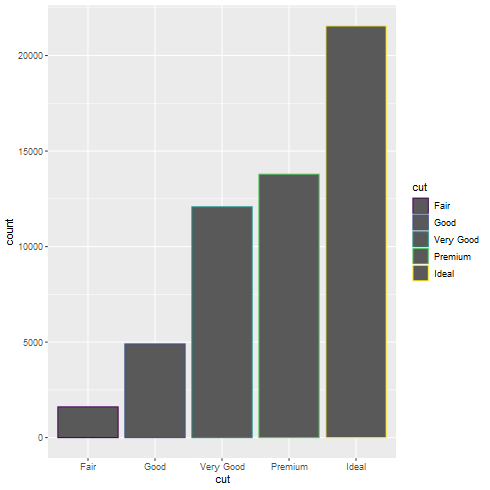 20000
15000
10000
5000
0
count
Fair
Good
Very Good
Premium
Ideal
cut
cut
Fair
Good
Very Good
Premium
Ideal